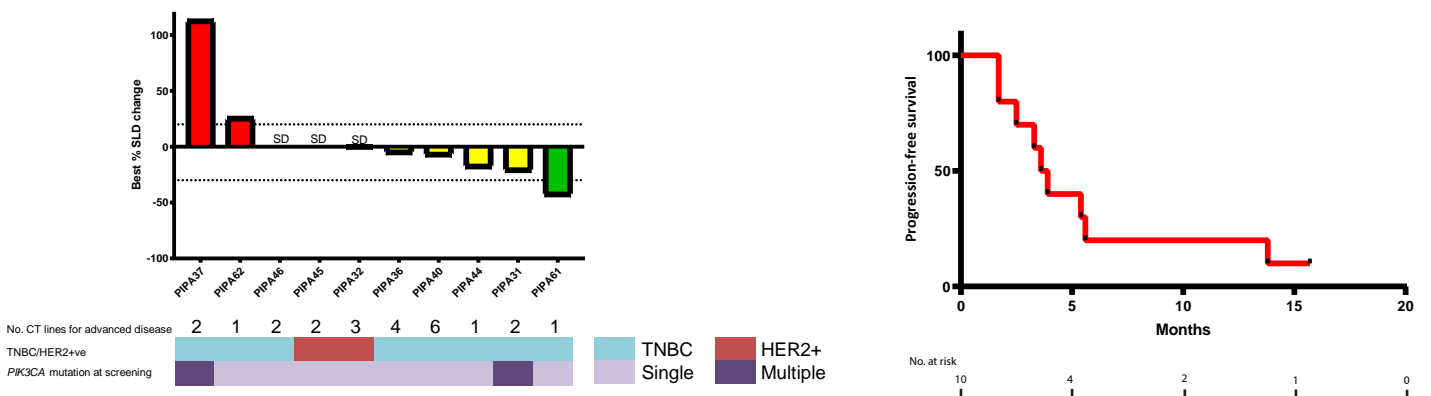 Best % SLD change
100
50
0
-50
-100
SD SD SD
PIPA37 PIPA62 PIPA46 PIPA45 PIPA32 PIPA36 PIPA40 PIPA44 PIPA31 PIPA61
No. CT lines for advanced disease 2 1 2 2 3 4 6 1 2 1
TNBC/HER2+ve
PIK3CA mutation at screening
TNBC HER2+
Single Multiple
Progression-free survival
100
50
0
0 5 10 15 20
Months
No. at risk
10 4 2 1 0